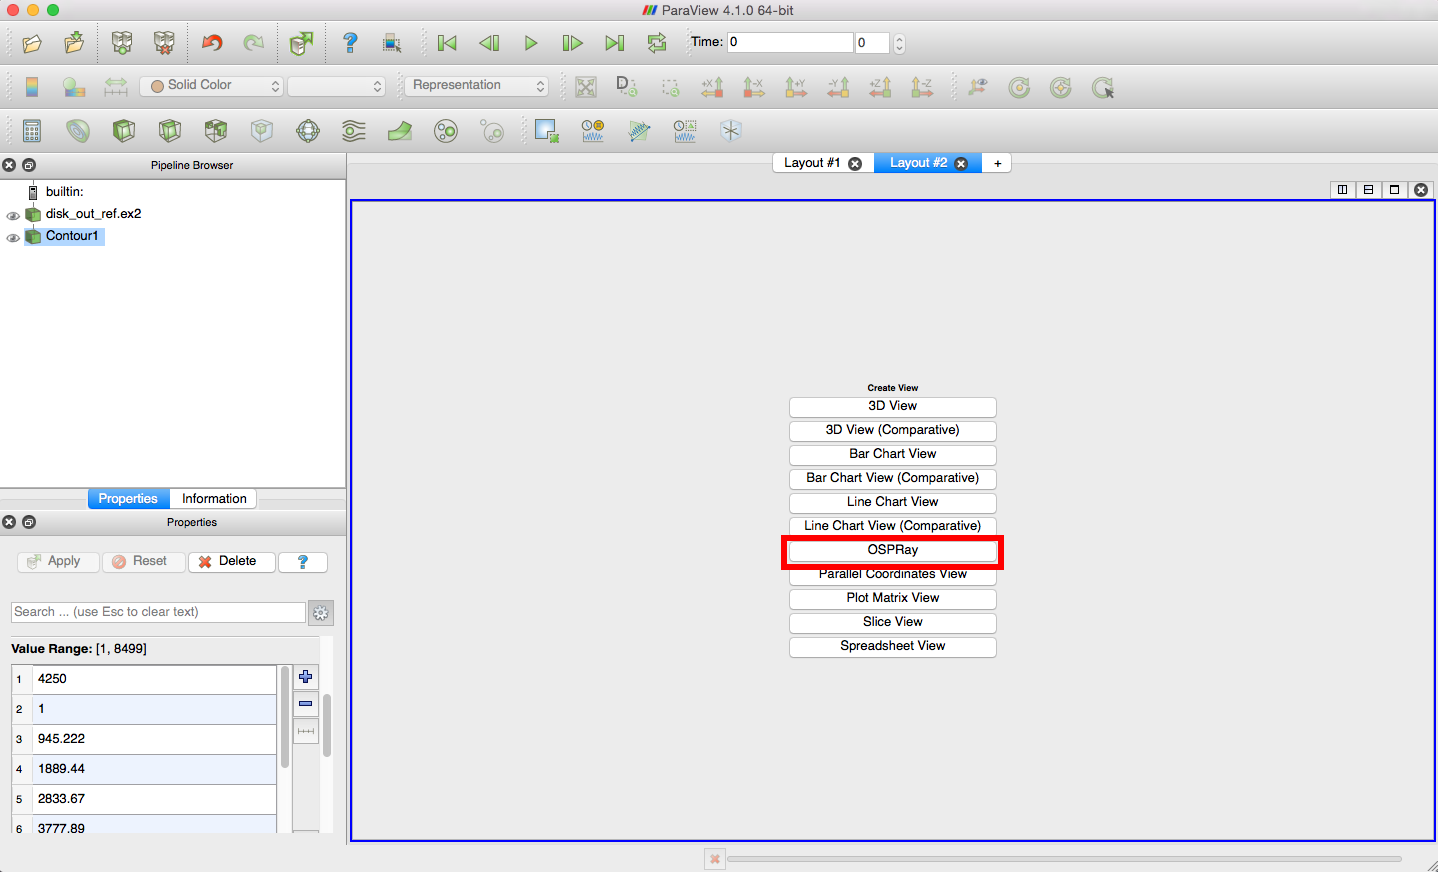 ParaView 4.1.0 64-bit
Time: 0 0
Solid Color Representation
D +X -X +Y -Y +Z -Z
Pipeline Browser
Layout #1 Layout #2 +
builtin:
disk_out_ref.ex2
Contour1
Create View
3D View
3D View (Comparative)
Bar Chart View
Bar Chart View (Comparative)
Line Chart View
Line Chart View (Comparative)
OSPRay
Parallel Coordinates View
Plot Matrix View
Slice View
Spreadsheet View
Properties Information
Properties
Apply Reset Delete ?
Search ... (use Esc to clear text)
Value Range: [1, 8499]
1 4250
2 1
3 945.222
4 1889.44
5 2833.67
6 3777.89